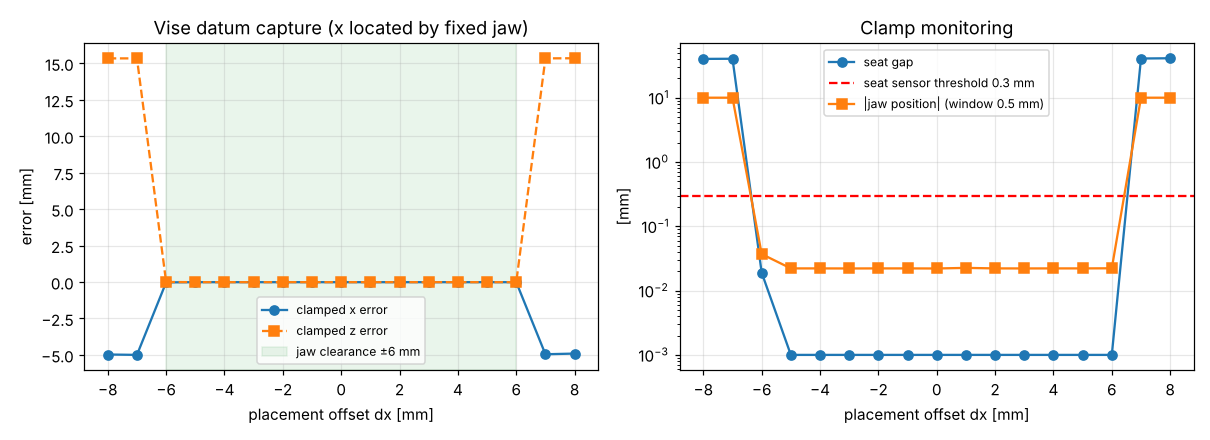 Vise datum capture (x located by fixed jaw)
error [mm]
15.0
12.5
10.0
7.5
5.0
2.5
0.0
−2.5
−5.0
clamped x error
clamped z error
jaw clearance ±6 mm
−8 −6 −4 −2 0 2 4 6 8
placement offset dx [mm]
Clamp monitoring
[mm]
10¹
10⁰
10⁻¹
10⁻²
10⁻³
seat gap
seat sensor threshold 0.3 mm
|jaw position| (window 0.5 mm)
−8 −6 −4 −2 0 2 4 6 8
placement offset dx [mm]